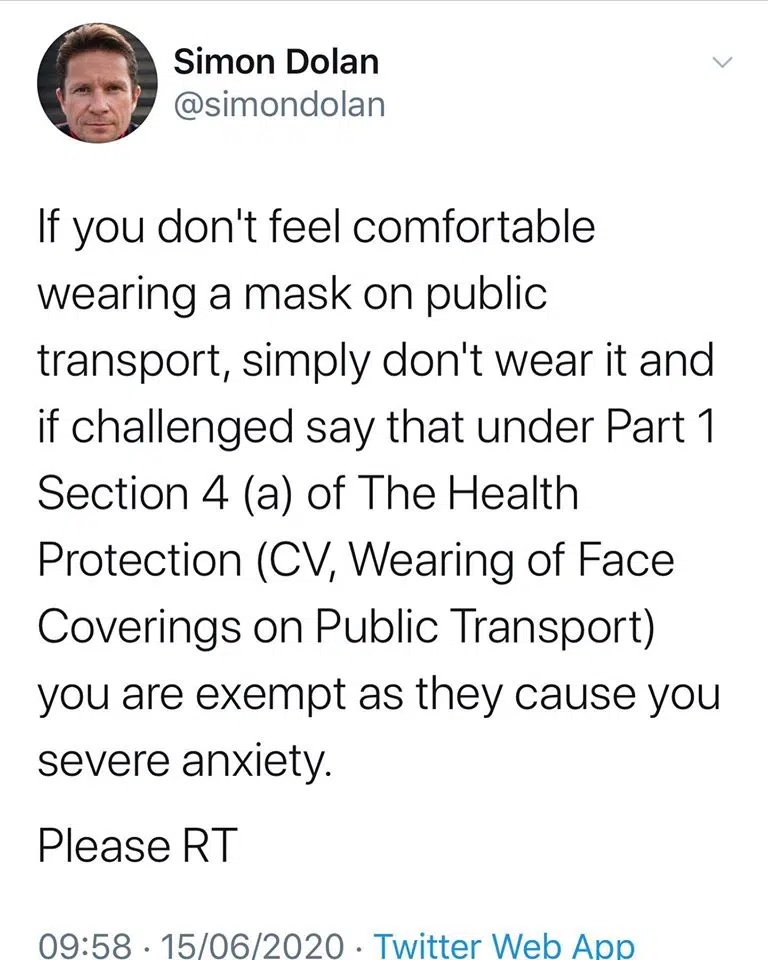 Simon Dolan
@simondolan
If you don't feel comfortable
wearing a mask on public
transport, simply don't wear it and
if challenged say that under Part 1
Section 4 (a) of The Health
Protection (CV, Wearing of Face
Coverings on Public Transport)
you are exempt as they cause you
severe anxiety.
Please RT
09:58 · 15/06/2020 · Twitter Web App